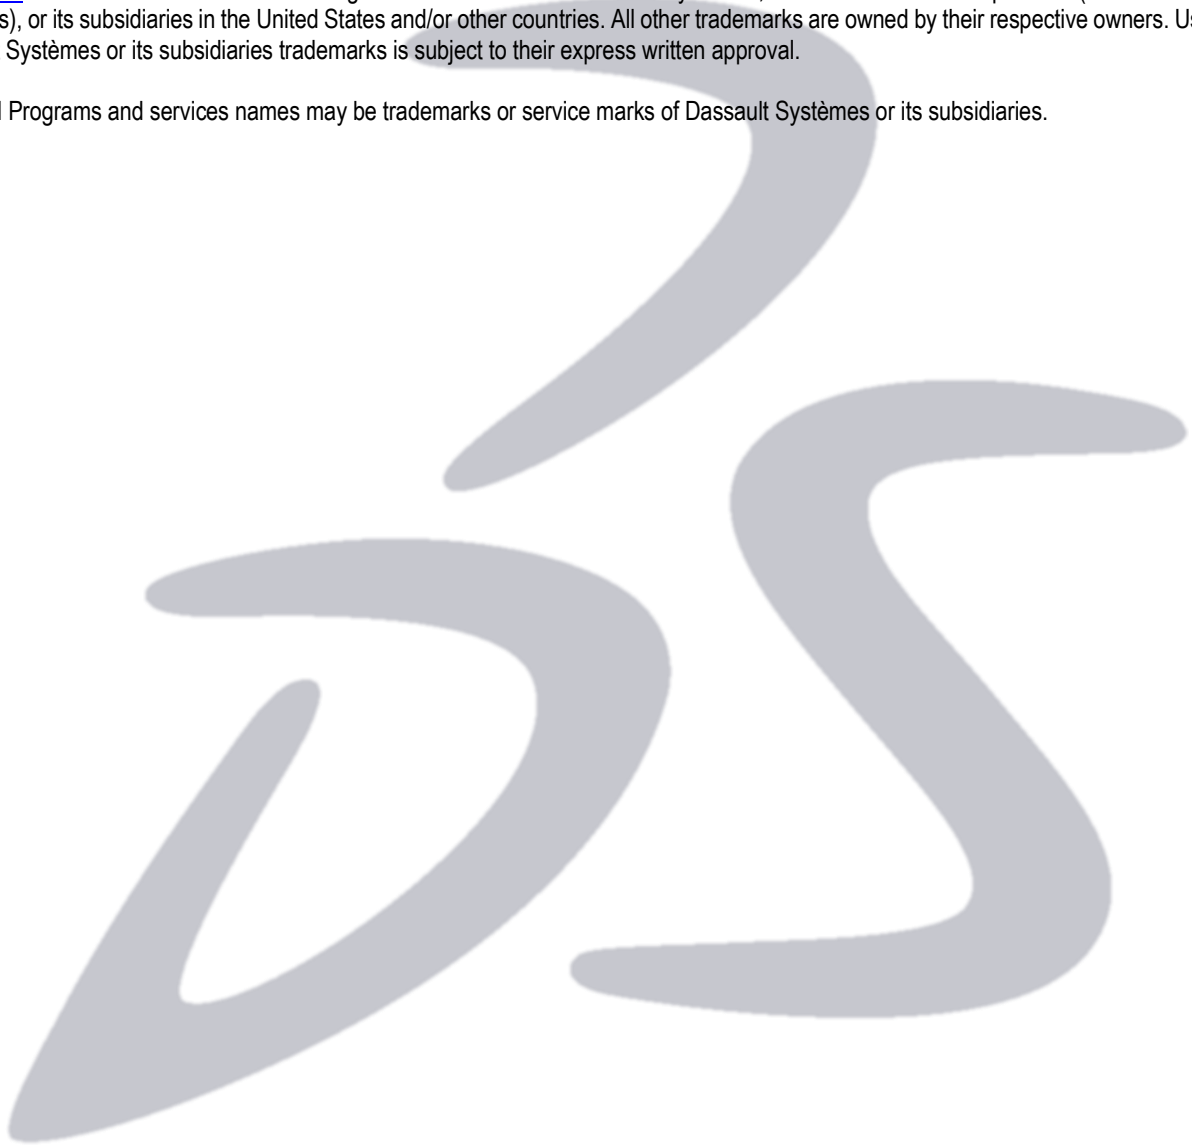 s), or its subsidiaries in the United States and/or other countries. All other trademarks are owned by their respective owners. Us
Systèmes or its subsidiaries trademarks is subject to their express written approval.
Programs and services names may be trademarks or service marks of Dassault Systèmes or its subsidiaries.